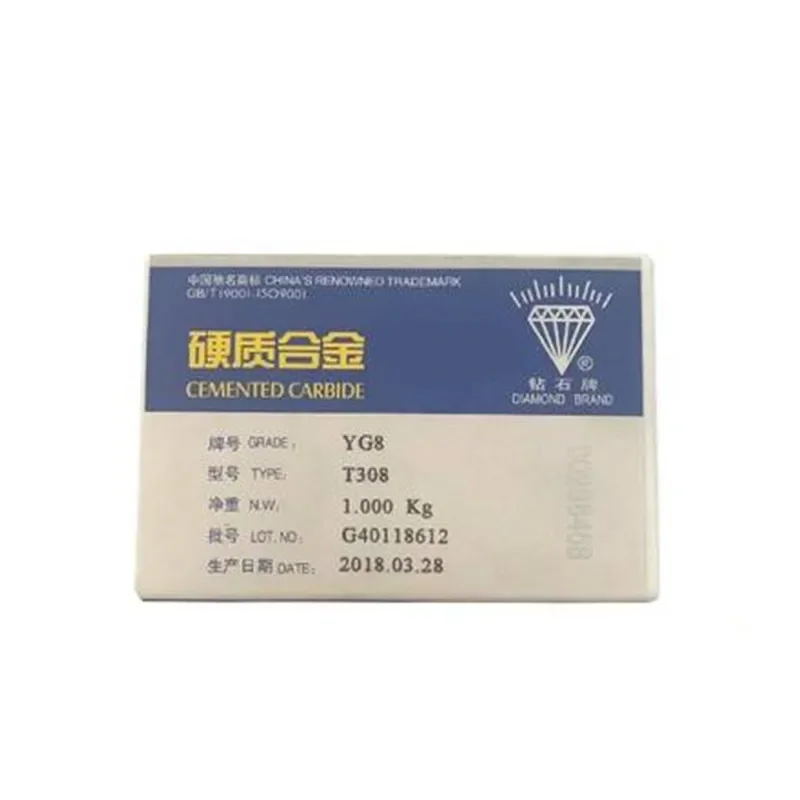 中国驰名商标 CHINA'S RENOWNED TRADEMARK
GB/T19001-ISO9001
硬质合金
CEMENTED CARBIDE
®
钻石牌
DIAMOND BRAND
牌号 GRADE: YG8
型号 TYPE: T308
净重 N.W: 1.000 Kg
批号 LOT.NO: G40118612
生产日期 DATE: 2018.03.28